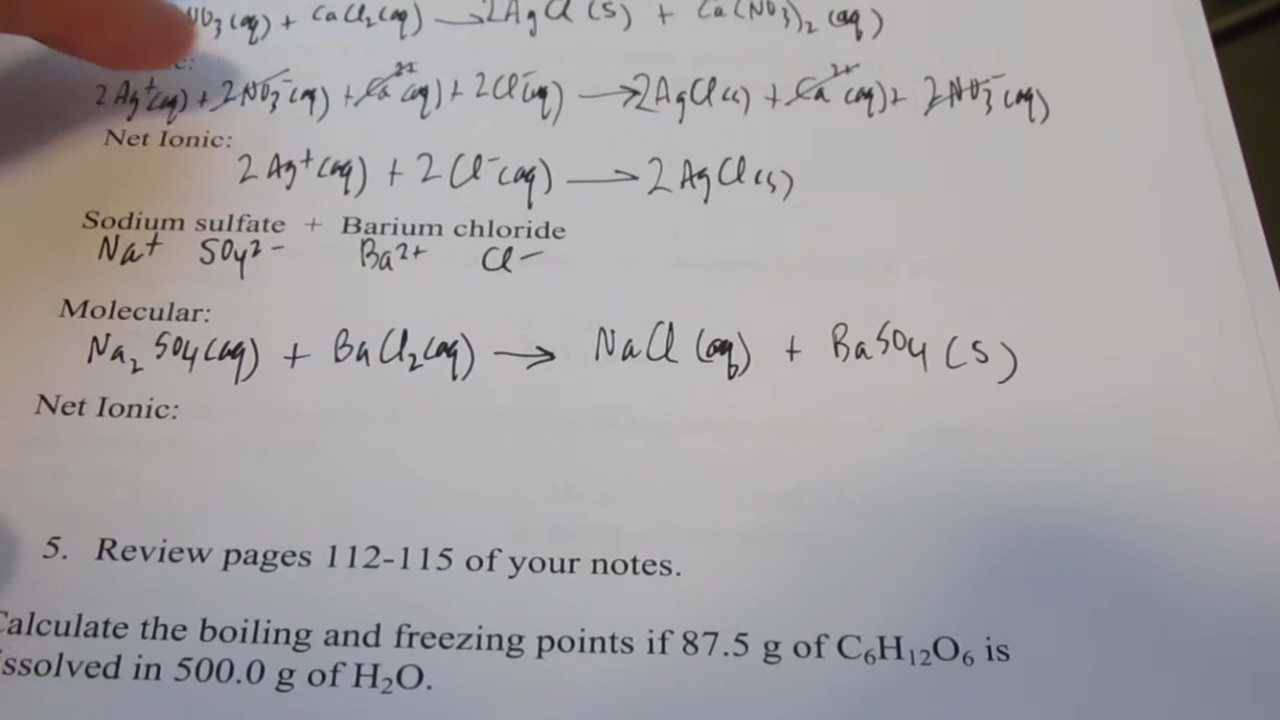 NO3 (aq) + CaCl2 (aq) → 2AgCl (s) + Ca(NO3)2 (aq)
c:
2Ag+(aq) + 2NO3-(aq) + Ca2+(aq) + 2Cl-(aq) → 2AgCl(s) + Ca2+(aq) + 2NO3-(aq)
Net Ionic:
2Ag+(aq) + 2Cl-(aq) → 2AgCl(s)
Sodium sulfate + Barium chloride
Na+ SO42- Ba2+ Cl-
Molecular:
Na2SO4(aq) + BaCl2(aq) → NaCl (aq) + BaSO4 (S)
Net Ionic:
5. Review pages 112-115 of your notes.
Calculate the boiling and freezing points if 87.5 g of C6H12O6 is
ssolved in 500.0 g of H2O.